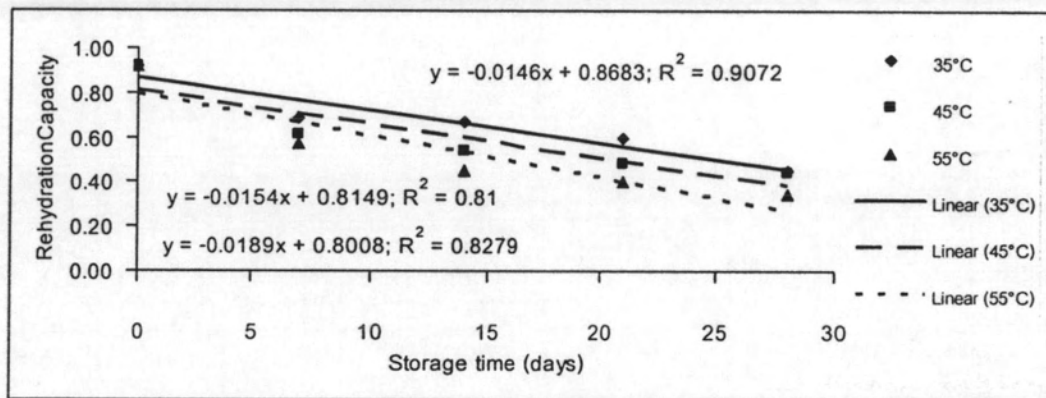 1.00
0.80
0.60
0.40
0.20
0.00
RehydrationCapacity
y = -0.0146x + 0.8683; R² = 0.9072
y = -0.0154x + 0.8149; R² = 0.81
y = -0.0189x + 0.8008; R² = 0.8279
0 5 10 15 20 25 30
Storage time (days)
35°C
45°C
55°C
Linear (35°C)
Linear (45°C)
Linear (55°C)